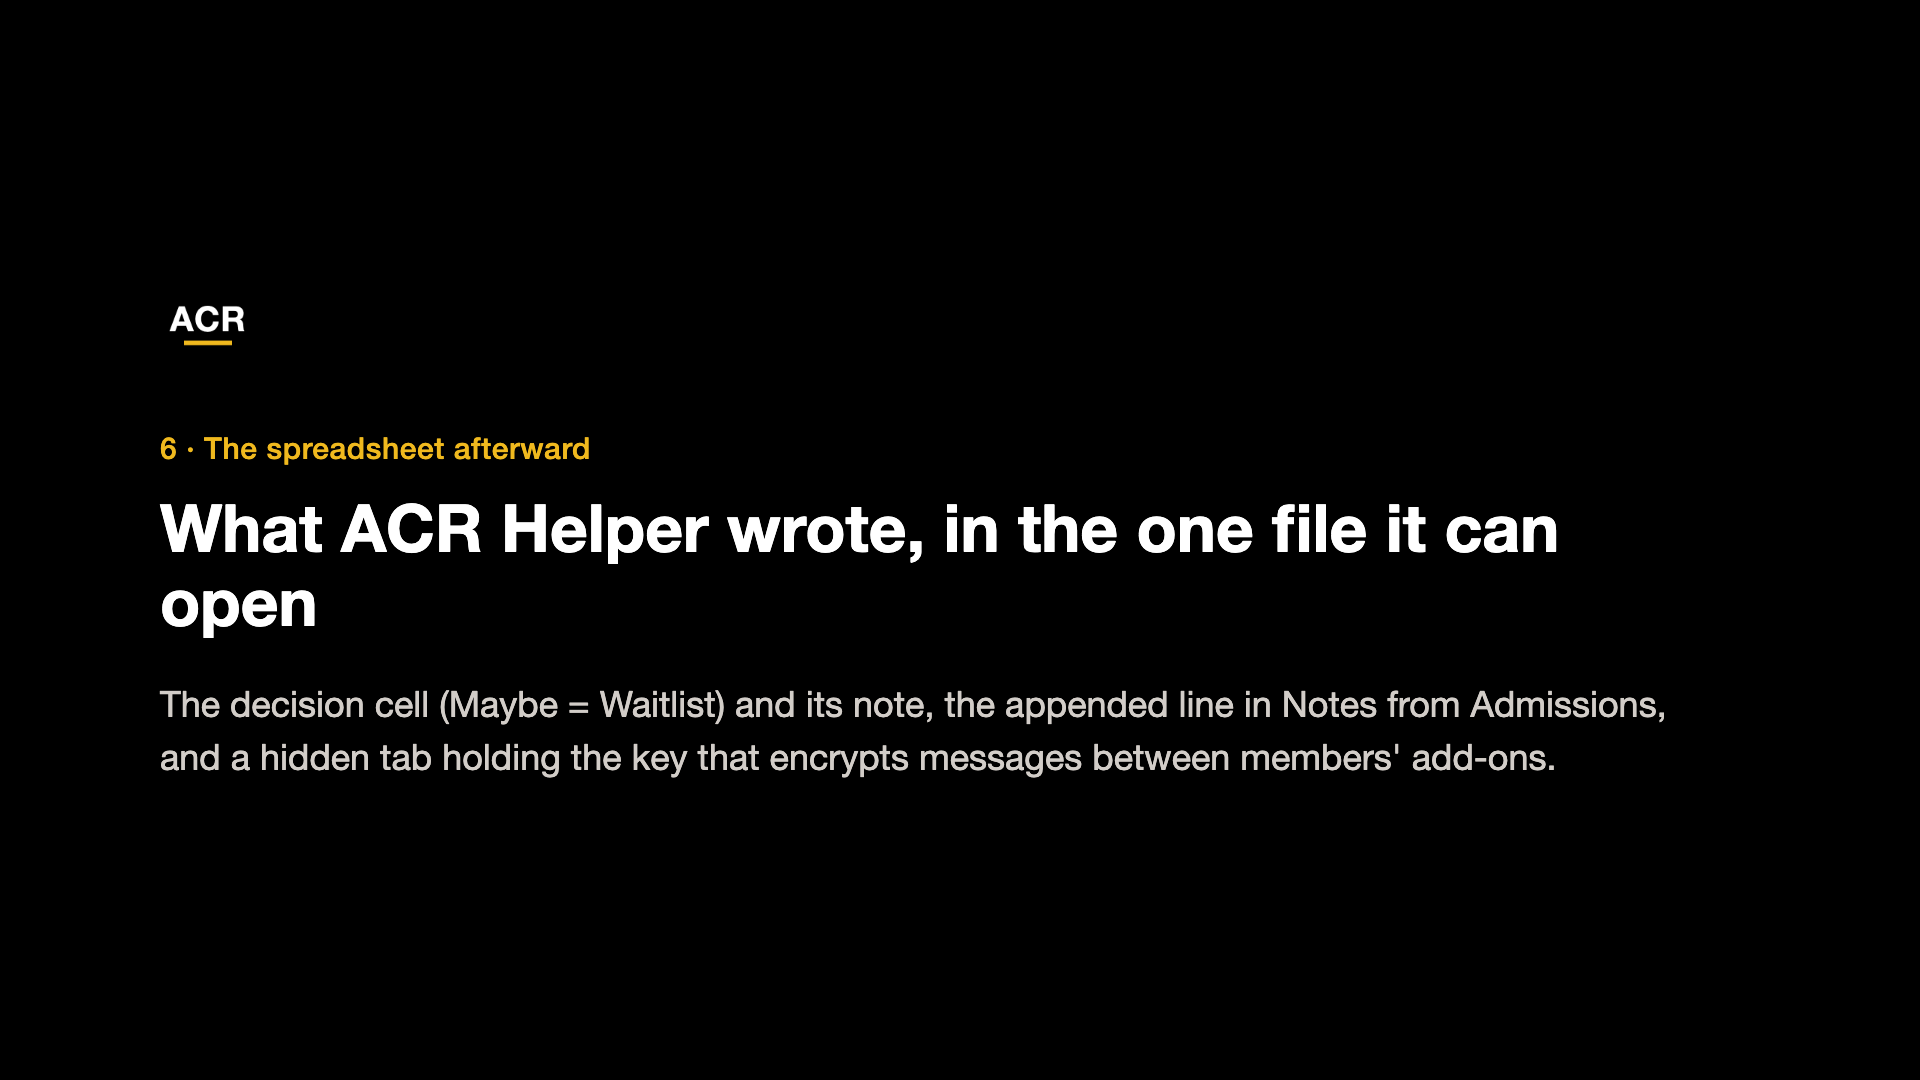 ACR
6 · The spreadsheet afterward
What ACR Helper wrote, in the one file it can
open
The decision cell (Maybe = Waitlist) and its note, the appended line in Notes from Admissions,
and a hidden tab holding the key that encrypts messages between members' add-ons.